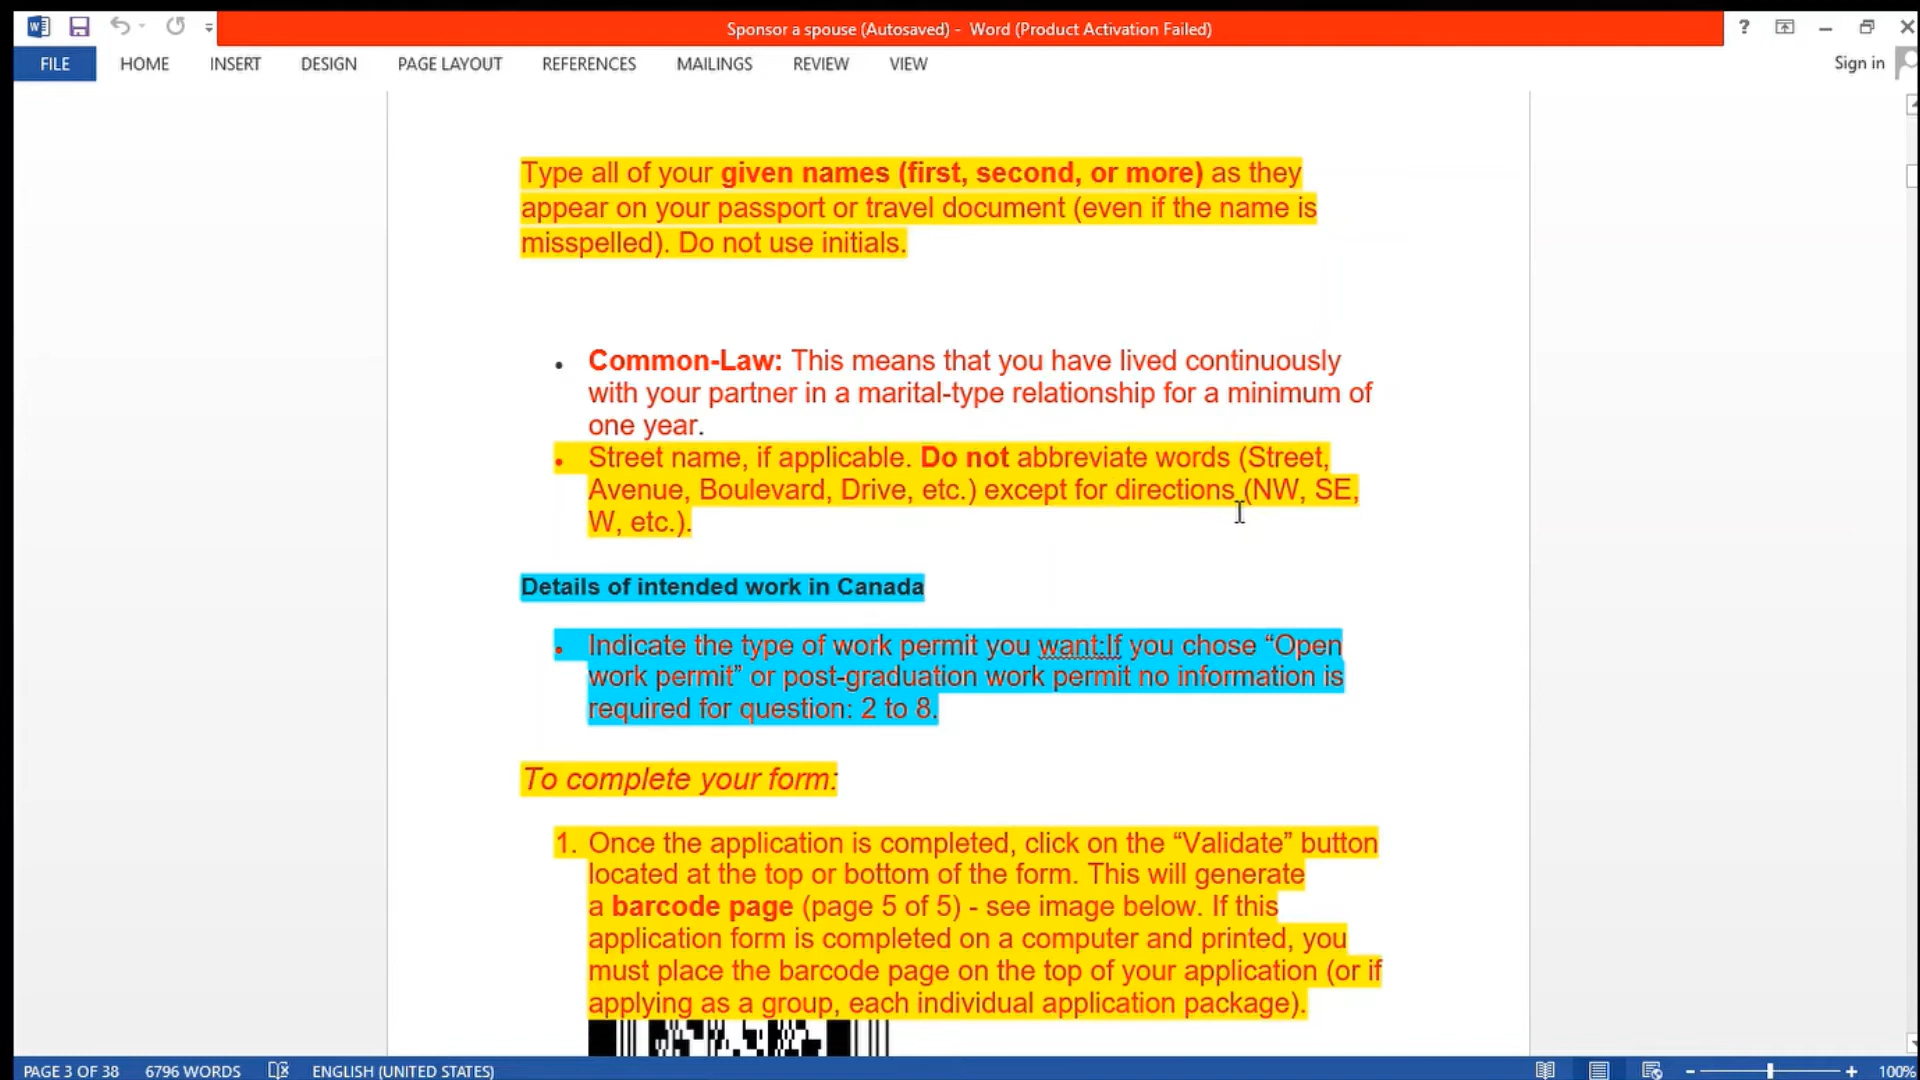 Sponsor a spouse (Autosaved) - Word (Product Activation Failed)
?
FILE HOME INSERT DESIGN PAGE LAYOUT REFERENCES MAILINGS REVIEW VIEW Sign in
Type all of your given names (first, second, or more) as they
appear on your passport or travel document (even if the name is
misspelled). Do not use initials.
• Common-Law: This means that you have lived continuously
with your partner in a marital-type relationship for a minimum of
one year.
• Street name, if applicable. Do not abbreviate words (Street,
Avenue, Boulevard, Drive, etc.) except for directions (NW, SE,
W, etc.).
Details of intended work in Canada
• Indicate the type of work permit you want:If you chose “Open
work permit” or post-graduation work permit no information is
required for question: 2 to 8.
To complete your form:
1. Once the application is completed, click on the “Validate” button
located at the top or bottom of the form. This will generate
a barcode page (page 5 of 5) - see image below. If this
application form is completed on a computer and printed, you
must place the barcode page on the top of your application (or if
applying as a group, each individual application package).
PAGE 3 OF 38 6796 WORDS ENGLISH (UNITED STATES) 100%